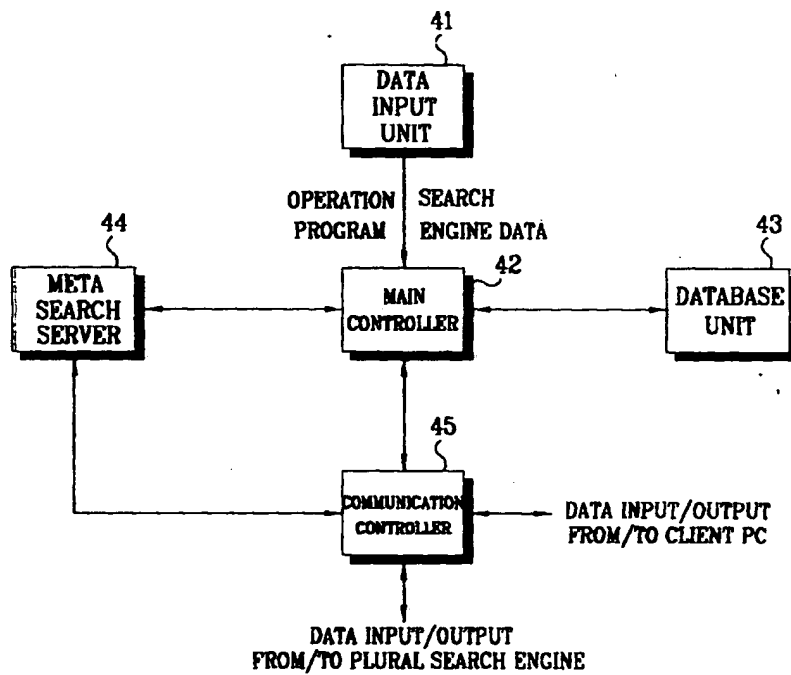 41
DATA
INPUT
UNIT
OPERATION SEARCH
PROGRAM ENGINE DATA
44
META
SEARCH
SERVER
42
MAIN
CONTROLLER
43
DATABASE
UNIT
45
COMMUNICATION
CONTROLLER
DATA INPUT/OUTPUT
FROM/TO CLIENT PC
DATA INPUT/OUTPUT
FROM/TO PLURAL SEARCH ENGINE